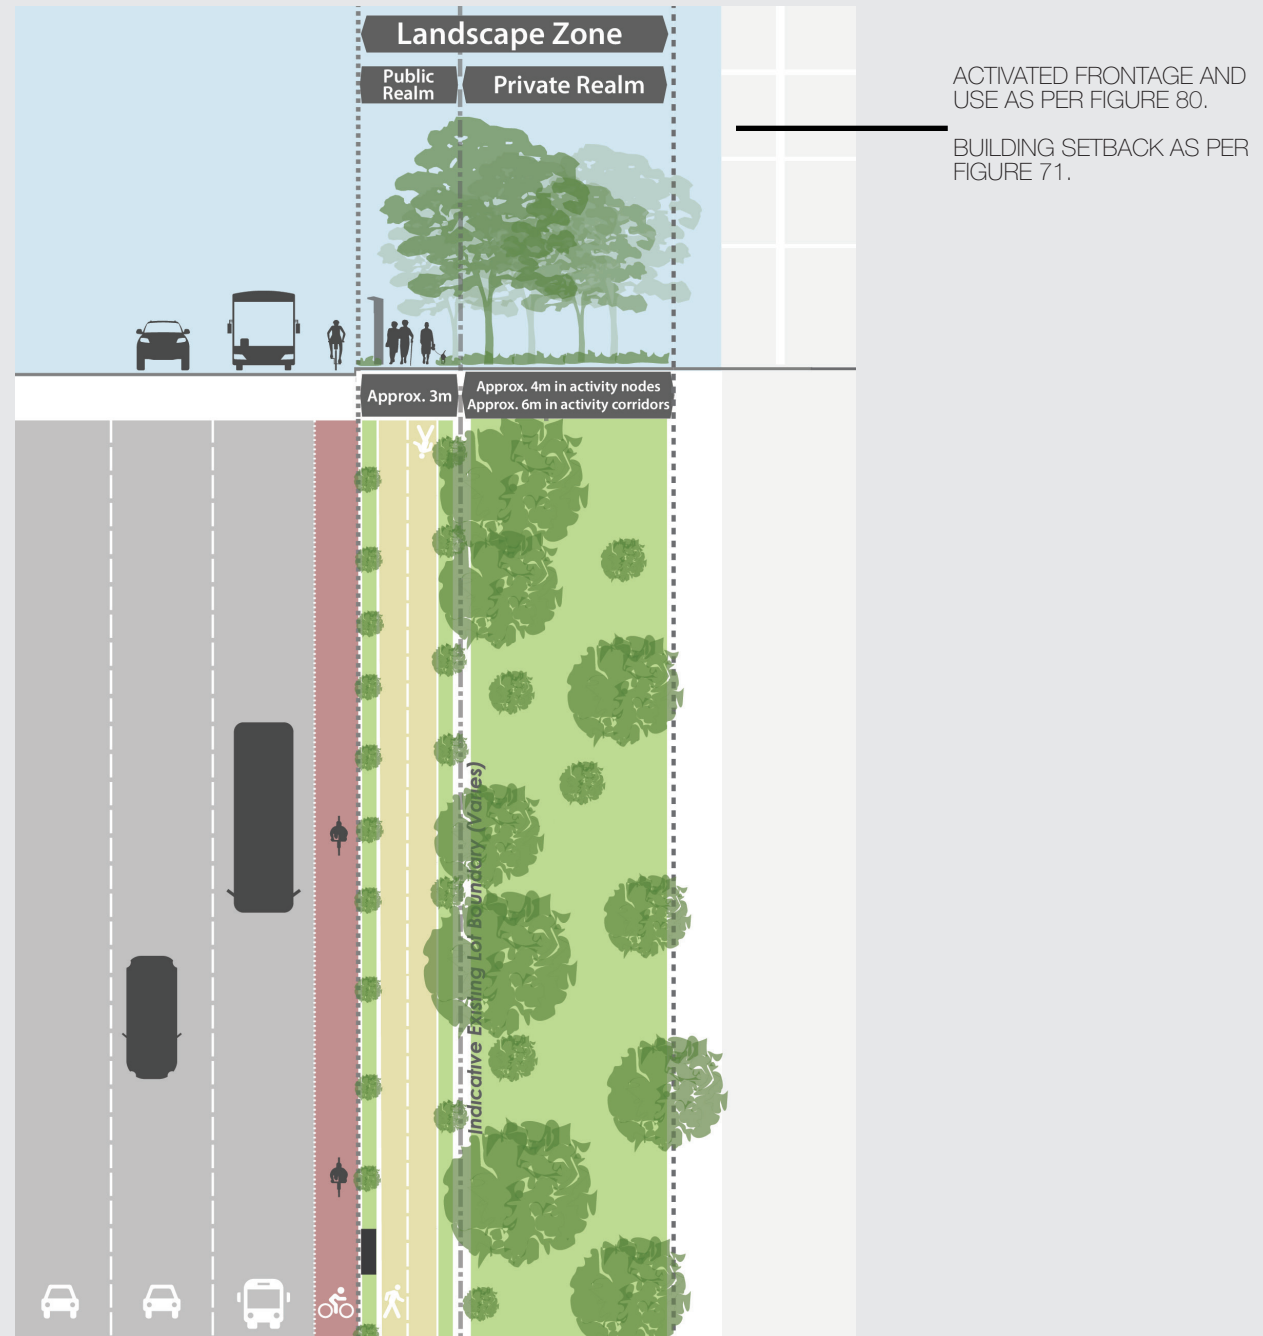 Landscape Zone
Public
Realm
Private Realm
ACTIVATED FRONTAGE AND
USE AS PER FIGURE 80.
BUILDING SETBACK AS PER
FIGURE 71.
Approx. 3m
Approx. 4m in activity nodes
Approx. 6m in activity corridors
Indicative Existing Lot Boundary (Varies)